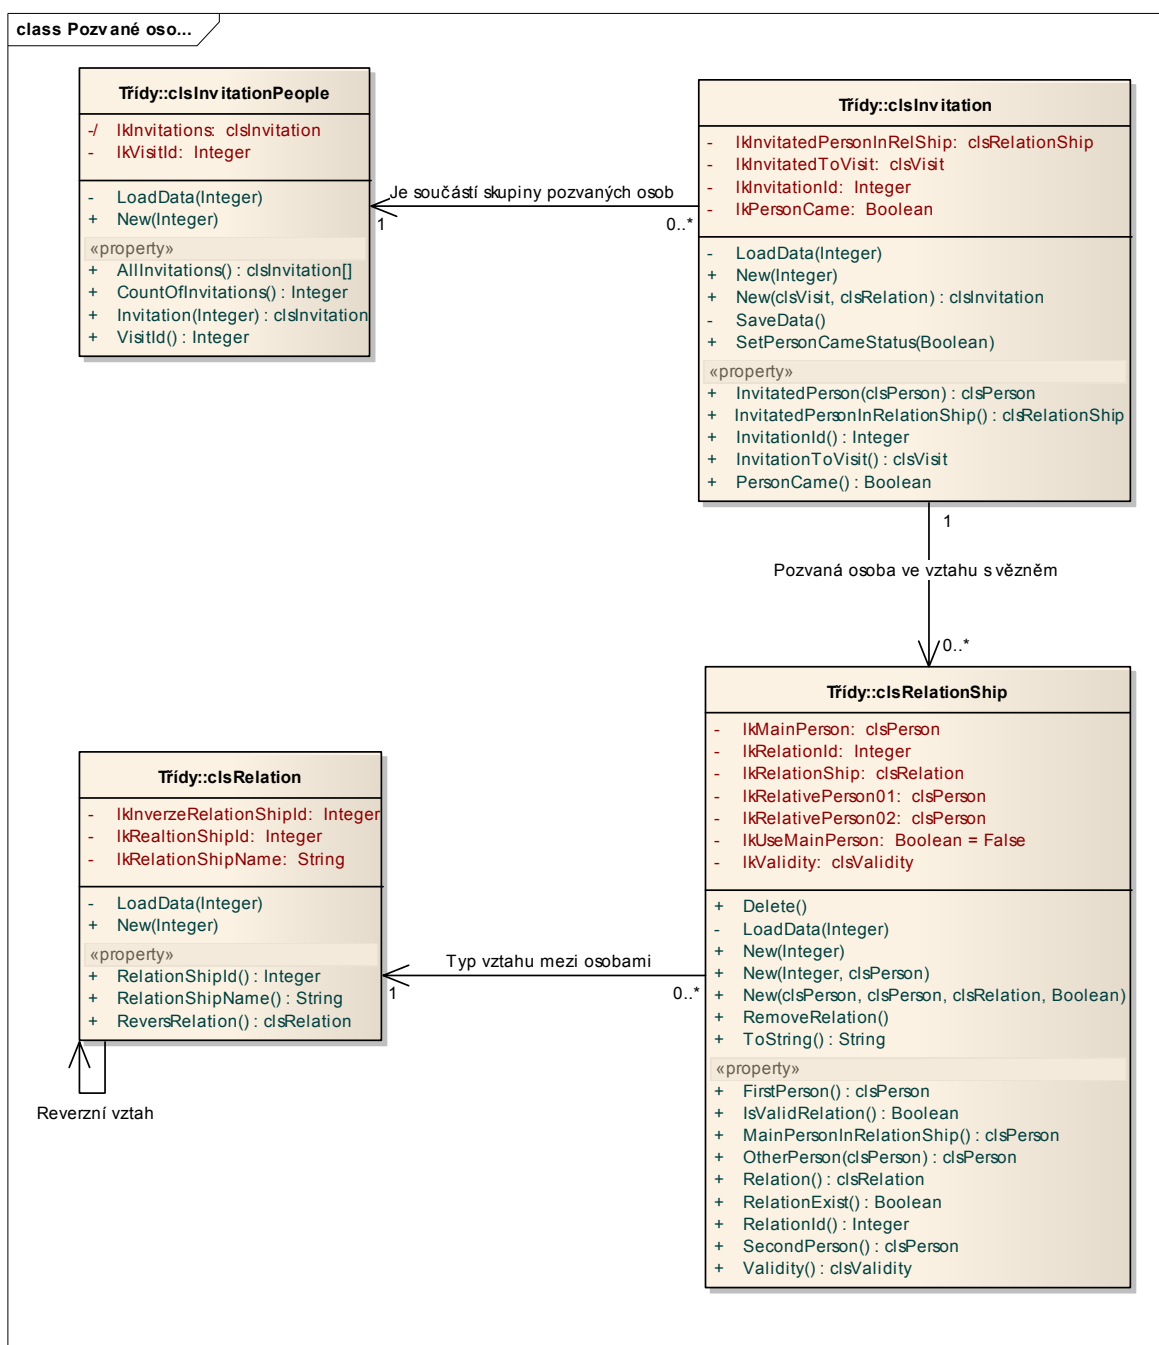 class Pozvané oso...
Třídy::clsInvitationPeople
-/ lkInvitations: clsInvitation
- lkVisitId: Integer
- LoadData(Integer)
+ New(Integer)
«property»
+ AllInvitations() : clsInvitation[]
+ CountOfInvitations() : Integer
+ Invitation(Integer) : clsInvitation
+ VisitId() : Integer
Je součástí skupiny pozvaných osob
1
0..*
Třídy::clsInvitation
- lkInvitatedPersonInRelShip: clsRelationShip
- lkInvitatedToVisit: clsVisit
- lkInvitationId: Integer
- lkPersonCame: Boolean
- LoadData(Integer)
+ New(Integer)
+ New(clsVisit, clsRelation) : clsInvitation
- SaveData()
+ SetPersonCameStatus(Boolean)
«property»
+ InvitatedPerson(clsPerson) : clsPerson
+ InvitatedPersonInRelationShip() : clsRelationShip
+ InvitationId() : Integer
+ InvitationToVisit() : clsVisit
+ PersonCame() : Boolean
1
Pozvaná osoba ve vztahu s vězněm
0..*
Třídy::clsRelationShip
- lkMainPerson: clsPerson
- lkRelationId: Integer
- lkRelationShip: clsRelation
- lkRelativePerson01: clsPerson
- lkRelativePerson02: clsPerson
- lkUseMainPerson: Boolean = False
- lkValidity: clsValidity
+ Delete()
- LoadData(Integer)
+ New(Integer)
+ New(Integer, clsPerson)
+ New(clsPerson, clsPerson, clsRelation, Boolean)
+ RemoveRelation()
+ ToString() : String
«property»
+ FirstPerson() : clsPerson
+ IsValidRelation() : Boolean
+ MainPersonInRelationShip() : clsPerson
+ OtherPerson(clsPerson) : clsPerson
+ Relation() : clsRelation
+ RelationExist() : Boolean
+ RelationId() : Integer
+ SecondPerson() : clsPerson
+ Validity() : clsValidity
Typ vztahu mezi osobami
1
0..*
Třídy::clsRelation
- lkInverzeRelationShipId: Integer
- lkRealtionShipId: Integer
- lkRelationShipName: String
- LoadData(Integer)
+ New(Integer)
«property»
+ RelationShipId() : Integer
+ RelationShipName() : String
+ ReversRelation() : clsRelation
Reverzní vztah